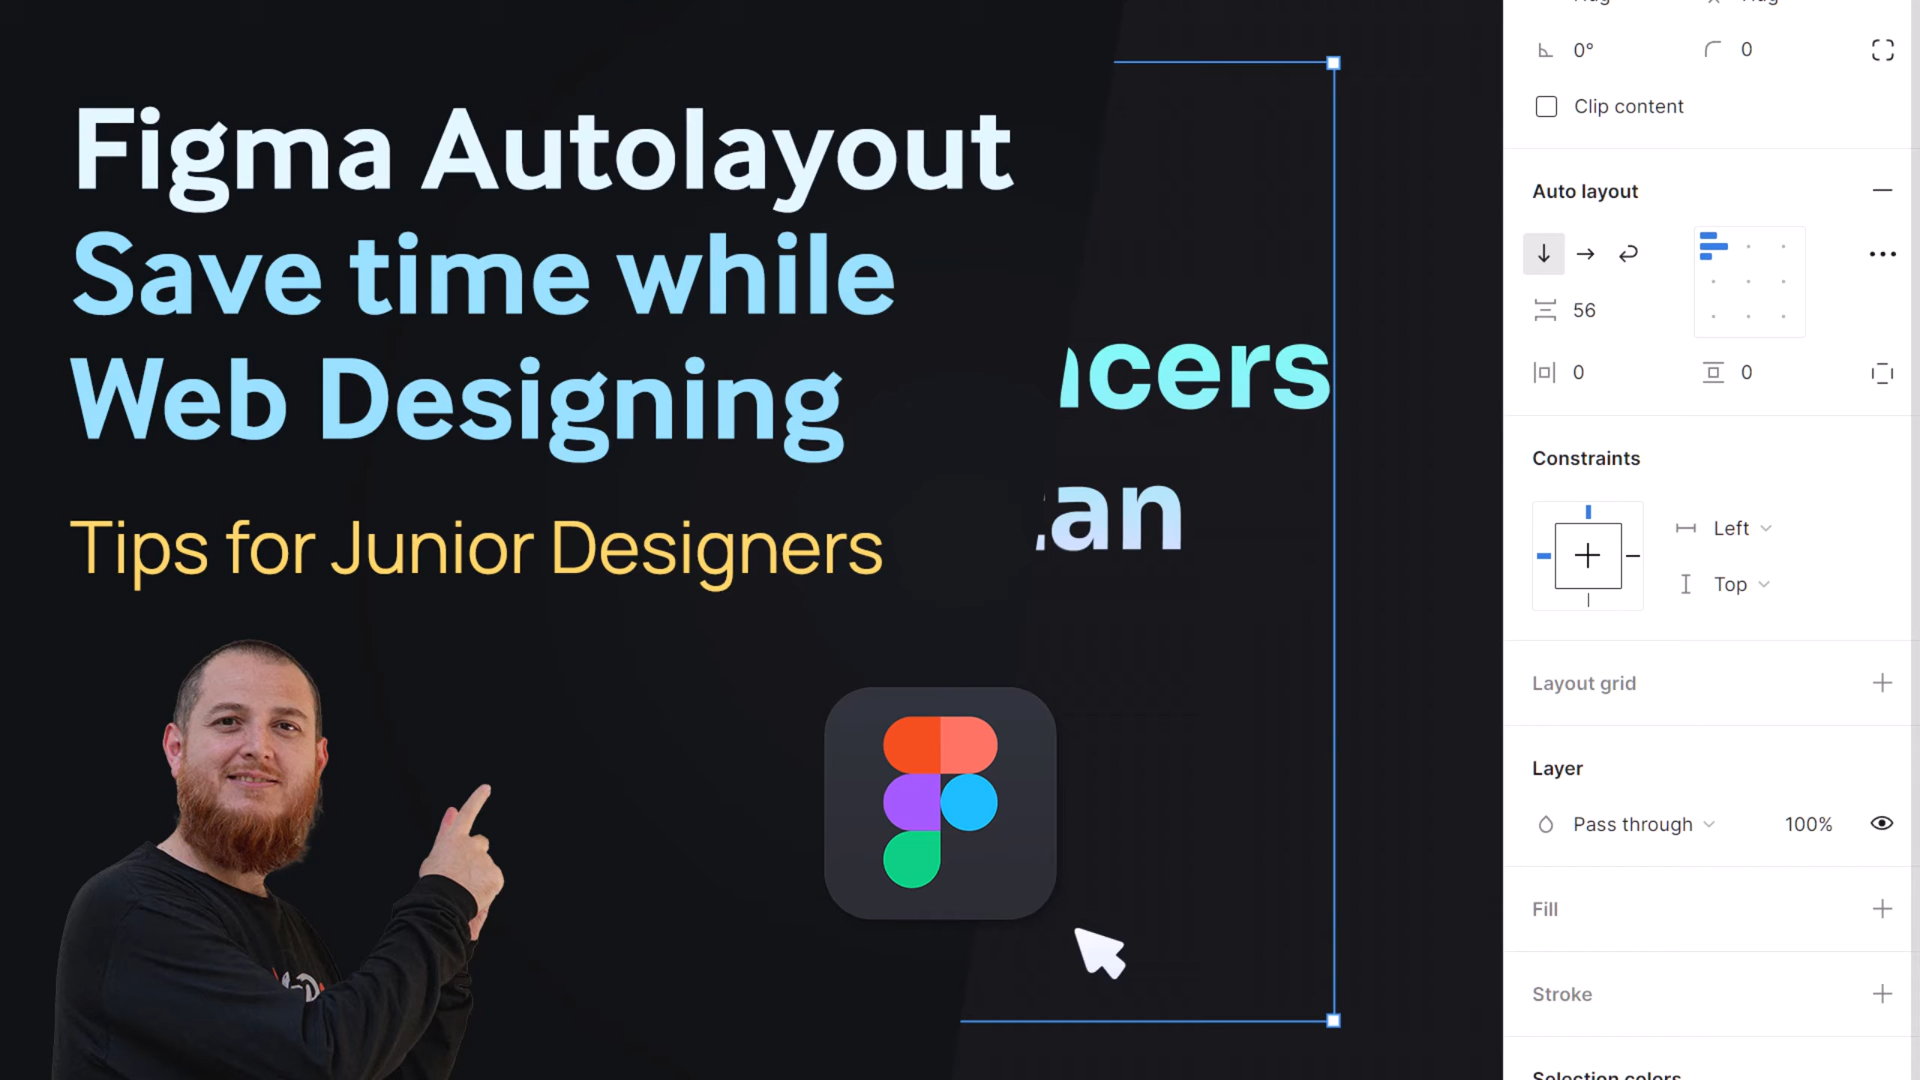 Figma Autolayout
Save time while
Web Designing
Tips for Junior Designers
cers
an
0°
0
Clip content
Auto layout
56
0
0
Constraints
Left
Top
Layout grid
Layer
Pass through
100%
Fill
Stroke
Selection colors